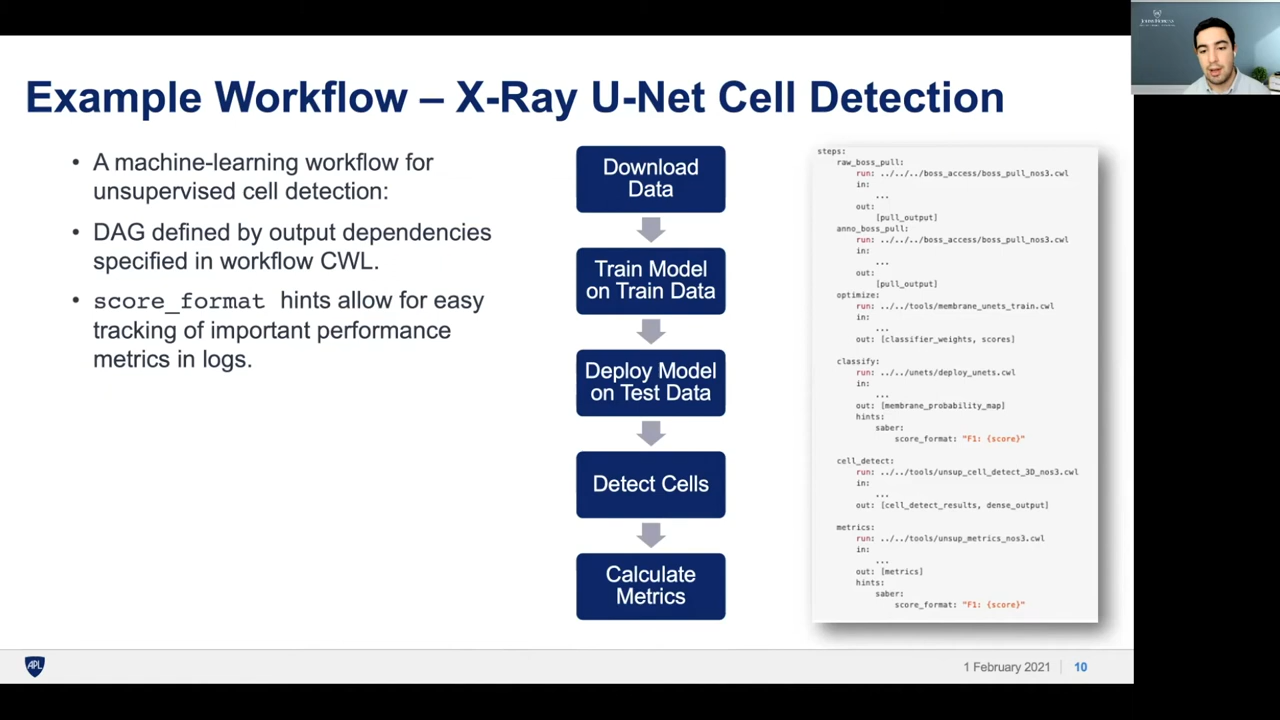 Example Workflow – X-Ray U-Net Cell Detection
• A machine-learning workflow for
unsupervised cell detection:
• DAG defined by output dependencies
specified in workflow CWL.
• score_format hints allow for easy
tracking of important performance
metrics in logs.
Download
Data
Train Model
on Train Data
Deploy Model
on Test Data
Detect Cells
Calculate
Metrics
steps:
raw_boss_pull:
run: ../../../boss_access/boss_pull_nos3.cwl
in:
...
out:
[pull_output]
anno_boss_pull:
run: ../../../boss_access/boss_pull_nos3.cwl
in:
...
out:
[pull_output]
optimize:
run: ../../tools/membrane_unets_train.cwl
in:
...
out: [classifier_weights, scores]
classify:
run: ../../unets/deploy_unets.cwl
in:
...
out: [membrane_probability_map]
hints:
saber:
score_format: "F1: {score}"
cell_detect:
run: ../../tools/unsup_cell_detect_3D_nos3.cwl
in:
...
out: [cell_detect_results, dense_output]
metrics:
run: ../../tools/unsup_metrics_nos3.cwl
in:
...
out: [metrics]
hints:
saber:
score_format: "F1: {score}"
APL
1 February 2021
10